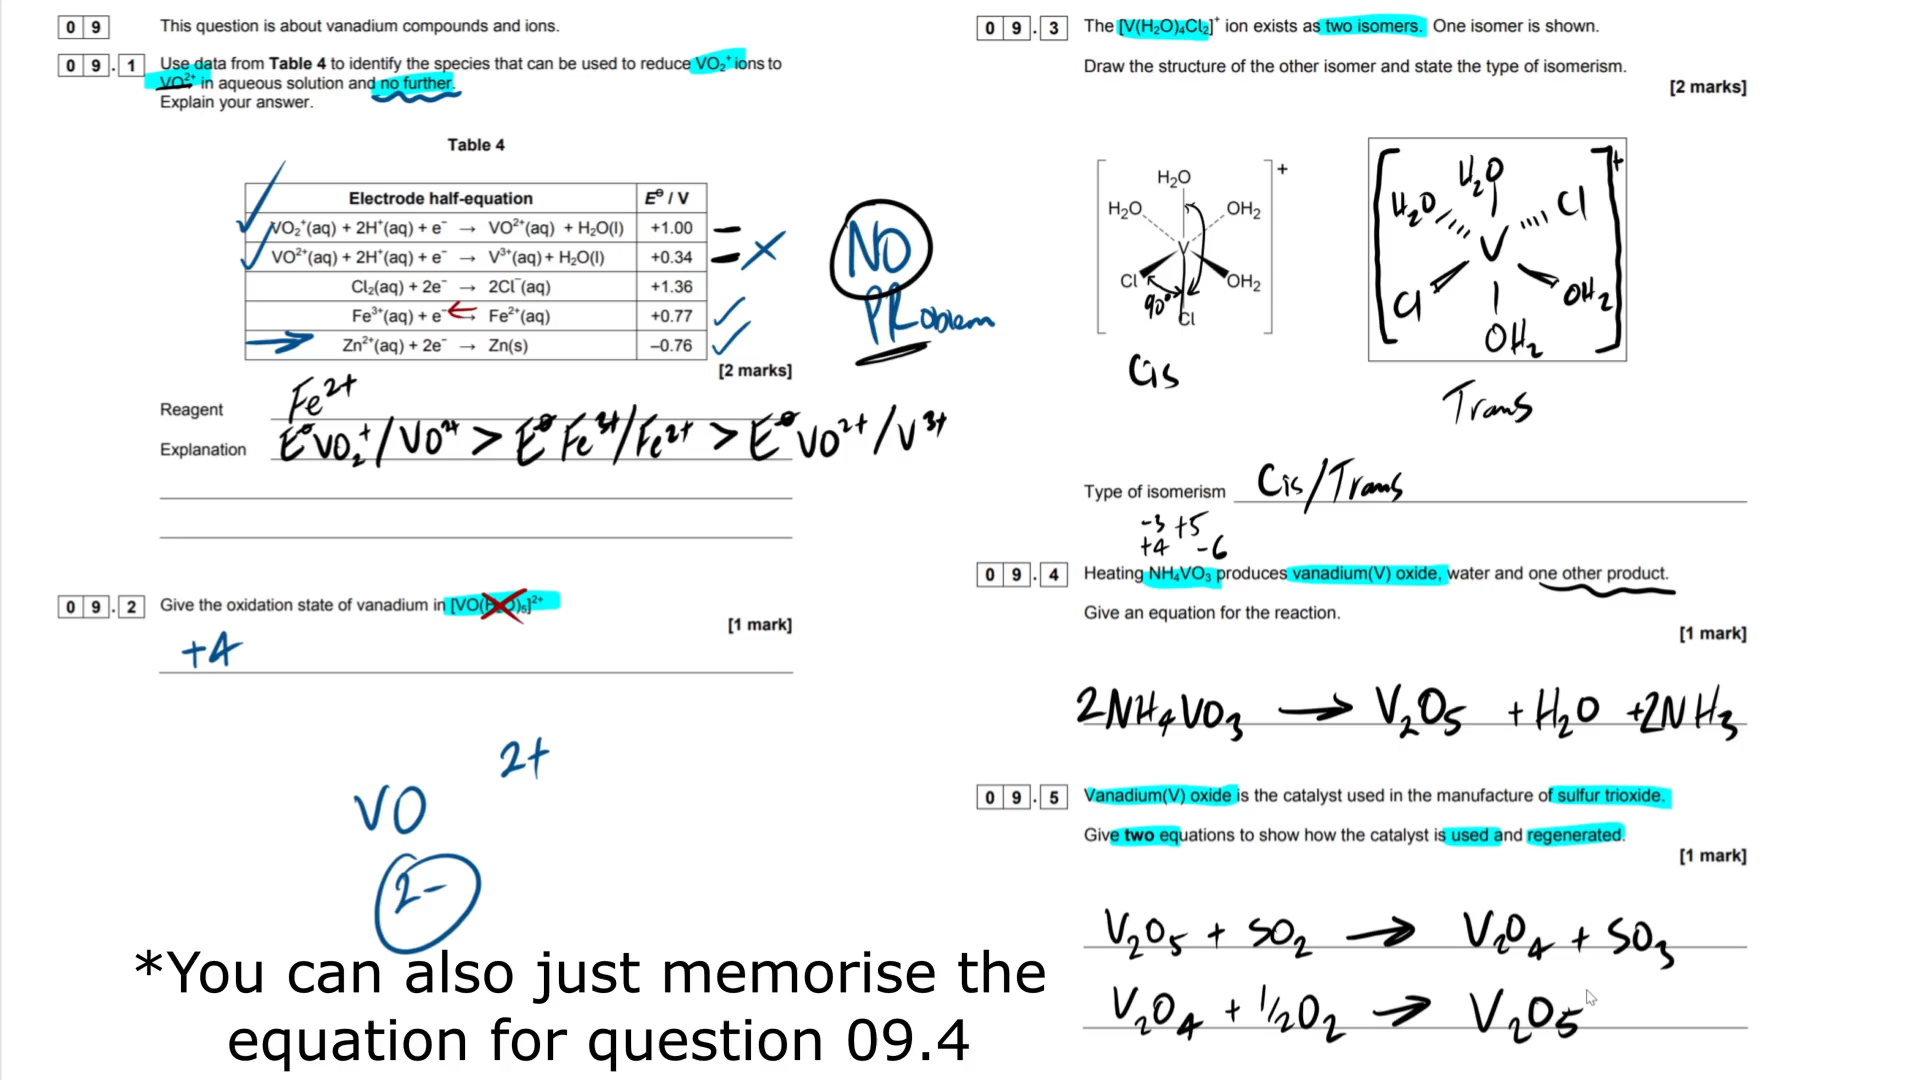 09 This question is about vanadium compounds and ions.
09.1 Use data from Table 4 to identify the species that can be used to reduce VO₂⁺ ions to
VO²⁺ in aqueous solution and no further.
Explain your answer.
Table 4
Electrode half-equation E⦵ / V
VO₂⁺(aq) + 2H⁺(aq) + e⁻ → VO²⁺(aq) + H₂O(l) +1.00
VO²⁺(aq) + 2H⁺(aq) + e⁻ → V³⁺(aq) + H₂O(l) +0.34
Cl₂(aq) + 2e⁻ → 2Cl⁻(aq) +1.36
Fe³⁺(aq) + e⁻ → Fe²⁺(aq) +0.77
Zn²⁺(aq) + 2e⁻ → Zn(s) –0.76
NO
PRoblem
[2 marks]
Reagent Fe2+
Explanation E⦵ VO₂⁺/VO²⁺ > E⦵ Fe³⁺/Fe²⁺ > E⦵ VO²⁺/V³⁺
09.2 Give the oxidation state of vanadium in [VO(H₂O)₅]²⁺
[1 mark]
+4
VO 2+
2-
*You can also just memorise the
equation for question 09.4
09.3 The [V(H₂O)₄Cl₂]⁺ ion exists as two isomers. One isomer is shown.
Draw the structure of the other isomer and state the type of isomerism.
[2 marks]
H₂O
H₂O OH₂
V
Cl OH₂
90°
Cl
+
Cis
H₂O
H₂O Cl
V
Cl OH₂
OH₂
+
Trans
Type of isomerism Cis/Trans
-3 +5
+4 -6
09.4 Heating NH₄VO₃ produces vanadium(V) oxide, water and one other product.
Give an equation for the reaction.
[1 mark]
2NH₄VO₃ → V₂O₅ + H₂O + 2NH₃
09.5 Vanadium(V) oxide is the catalyst used in the manufacture of sulfur trioxide.
Give two equations to show how the catalyst is used and regenerated.
[1 mark]
V₂O₅ + SO₂ → V₂O₄ + SO₃
V₂O₄ + 1/2O₂ → V₂O₅